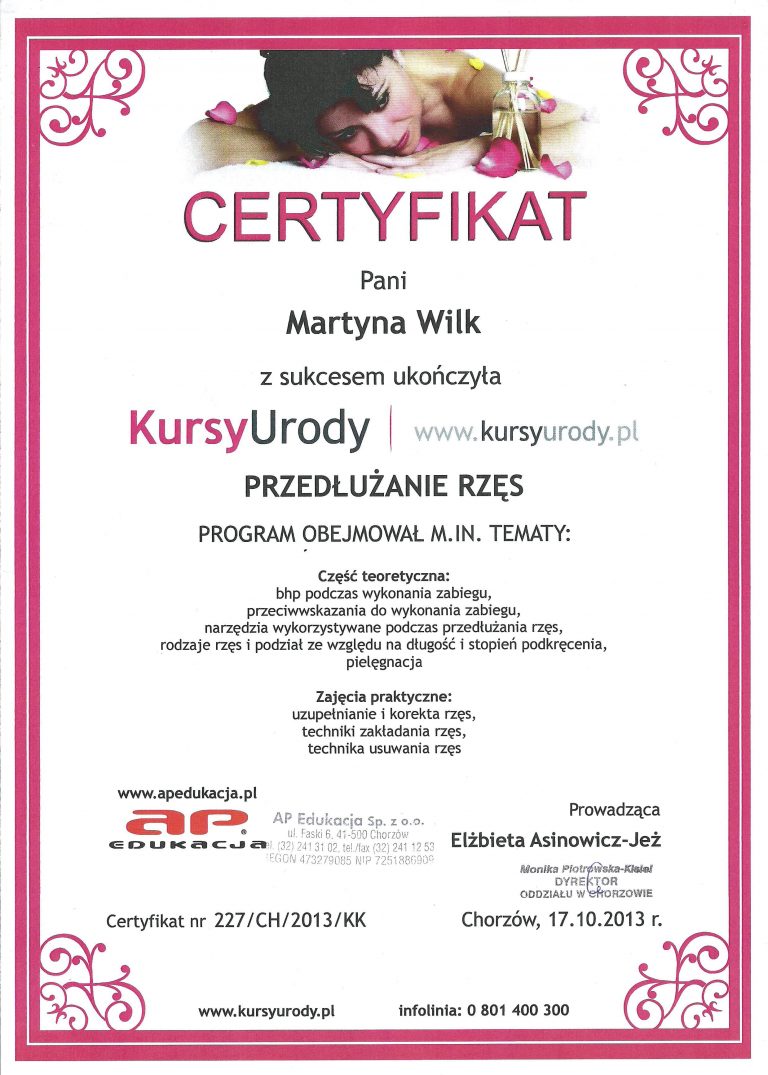 CERTYFIKAT
Pani
Martyna Wilk
z sukcesem ukończyła
KursyUrody | www.kursyurody.pl
PRZEDŁUŻANIE RZĘS
PROGRAM OBEJMOWAŁ M.IN. TEMATY:
Część teoretyczna:
bhp podczas wykonania zabiegu,
przeciwwskazania do wykonania zabiegu,
narzędzia wykorzystywane podczas przedłużania rzęs,
rodzaje rzęs i podział ze względu na długość i stopień podkręcenia,
pielęgnacja
Zajęcia praktyczne:
uzupełnianie i korekta rzęs,
techniki zakładania rzęs,
technika usuwania rzęs
www.apedukacja.pl
ap®
EDUKACJA
AP Edukacja Sp. z o.o.
ul. Faski 6, 41-500 Chorzów
el. (32) 241 31 02, tel./fax (32) 241 12 53
EGON 473279085 NIP 7251886909
Prowadząca
Elżbieta Asinowicz-Jeż
Monika Piotrowska-Kisiel
DYREKTOR
ODDZIAŁU W CHORZOWIE
Certyfikat nr 227/CH/2013/KK
Chorzów, 17.10.2013 r.
www.kursyurody.pl
infolinia: 0 801 400 300